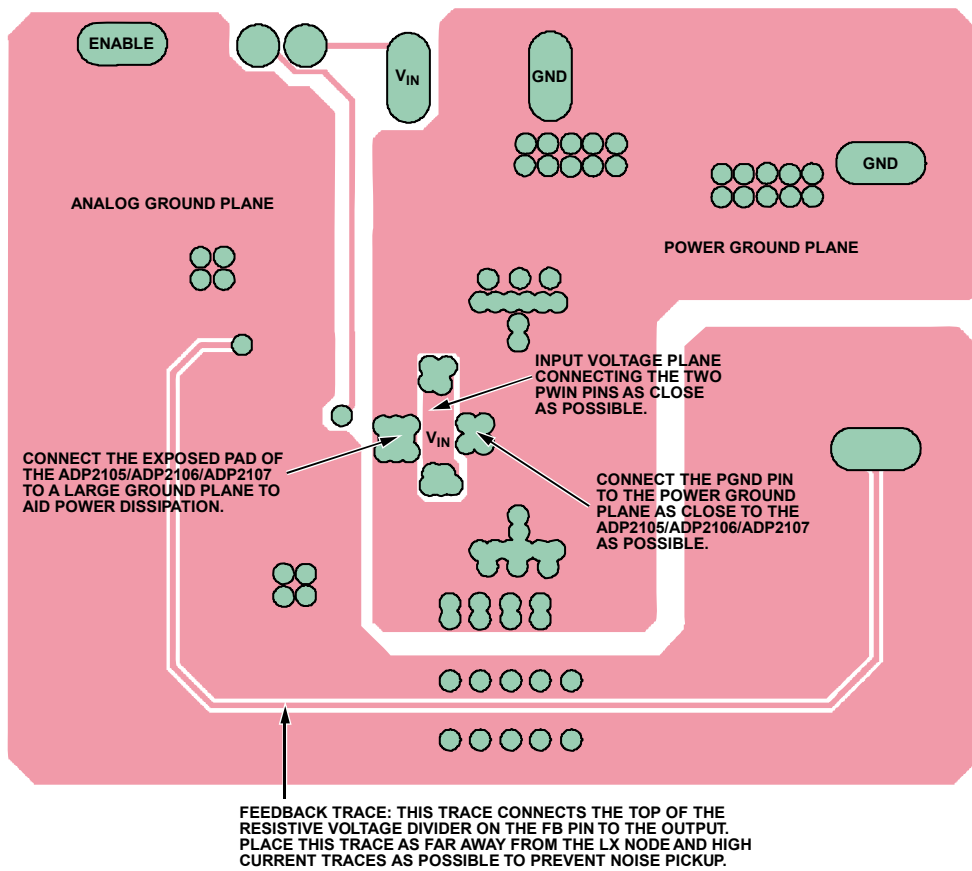 ENABLE
VIN
GND
GND
ANALOG GROUND PLANE
POWER GROUND PLANE
INPUT VOLTAGE PLANE
CONNECTING THE TWO
PWIN PINS AS CLOSE
AS POSSIBLE.
VIN
CONNECT THE EXPOSED PAD OF
THE ADP2105/ADP2106/ADP2107
TO A LARGE GROUND PLANE TO
AID POWER DISSIPATION.
CONNECT THE PGND PIN
TO THE POWER GROUND
PLANE AS CLOSE TO THE
ADP2105/ADP2106/ADP2107
AS POSSIBLE.
FEEDBACK TRACE: THIS TRACE CONNECTS THE TOP OF THE
RESISTIVE VOLTAGE DIVIDER ON THE FB PIN TO THE OUTPUT.
PLACE THIS TRACE AS FAR AWAY FROM THE LX NODE AND HIGH
CURRENT TRACES AS POSSIBLE TO PREVENT NOISE PICKUP.